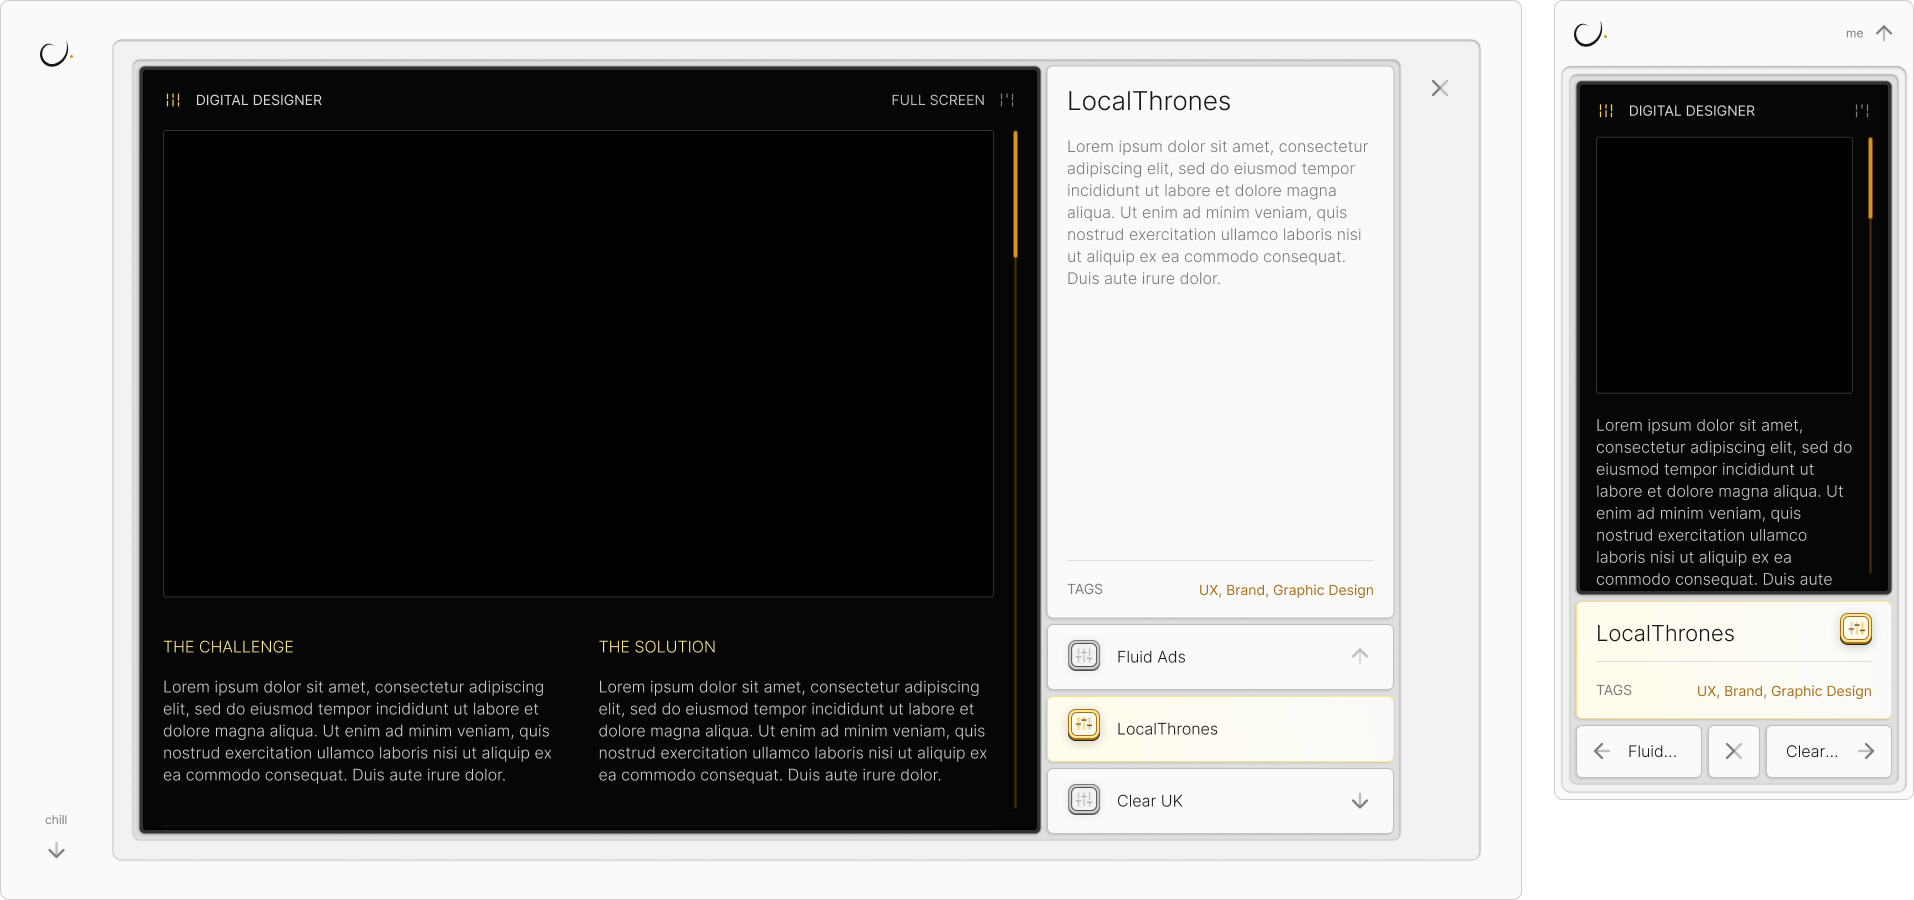 DIGITAL DESIGNER
FULL SCREEN
THE CHALLENGE
Lorem ipsum dolor sit amet, consectetur adipiscing
elit, sed do eiusmod tempor incididunt ut labore et
dolore magna aliqua. Ut enim ad minim veniam, quis
nostrud exercitation ullamco laboris nisi ut aliquip ex
ea commodo consequat. Duis aute irure dolor.
THE SOLUTION
Lorem ipsum dolor sit amet, consectetur adipiscing
elit, sed do eiusmod tempor incididunt ut labore et
dolore magna aliqua. Ut enim ad minim veniam, quis
nostrud exercitation ullamco laboris nisi ut aliquip ex
ea commodo consequat. Duis aute irure dolor.
chill
LocalThrones
Lorem ipsum dolor sit amet, consectetur
adipiscing elit, sed do eiusmod tempor
incididunt ut labore et dolore magna
aliqua. Ut enim ad minim veniam, quis
nostrud exercitation ullamco laboris nisi
ut aliquip ex ea commodo consequat.
Duis aute irure dolor.
TAGS
UX, Brand, Graphic Design
Fluid Ads
LocalThrones
Clear UK
me
DIGITAL DESIGNER
Lorem ipsum dolor sit amet,
consectetur adipiscing elit, sed do
eiusmod tempor incididunt ut
labore et dolore magna aliqua. Ut
enim ad minim veniam, quis
nostrud exercitation ullamco
laboris nisi ut aliquip ex ea
commodo consequat. Duis aute
LocalThrones
TAGS
UX, Brand, Graphic Design
Fluid...
Clear...